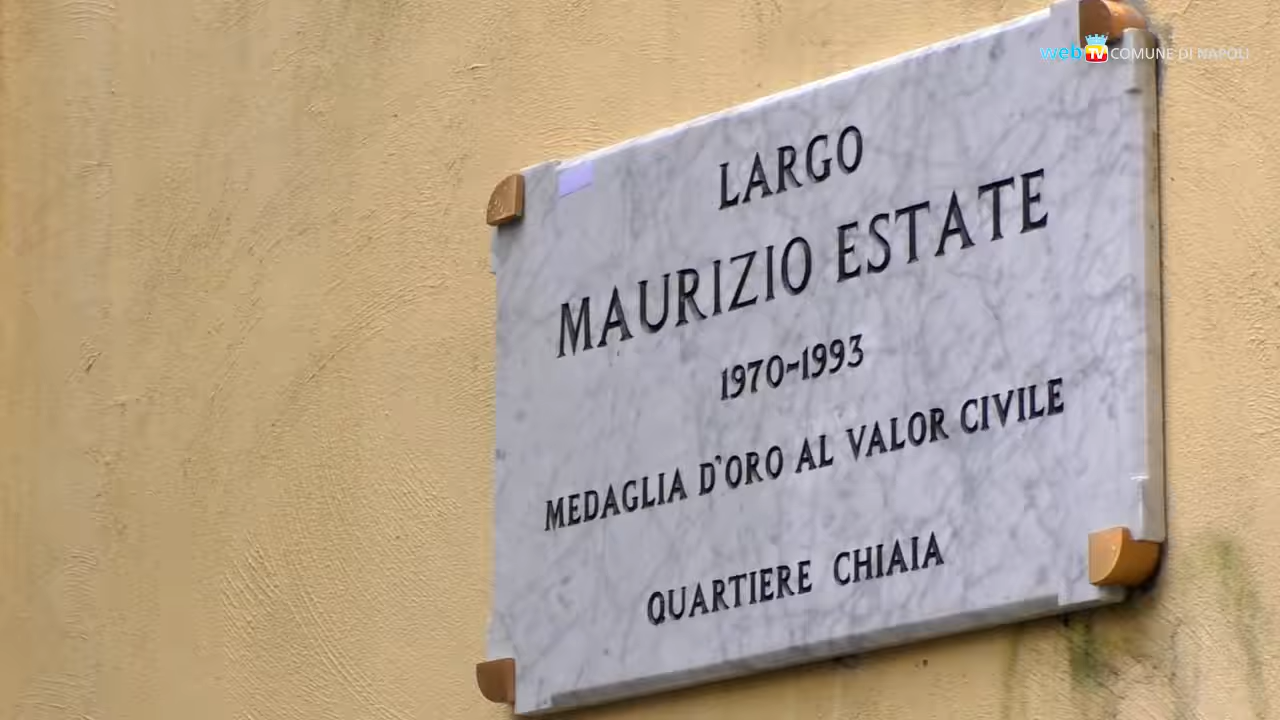 web TV COMUNE DI NAPOLI
LARGO
MAURIZIO ESTATE
1970-1993
MEDAGLIA D'ORO AL VALOR CIVILE
QUARTIERE CHIAIA